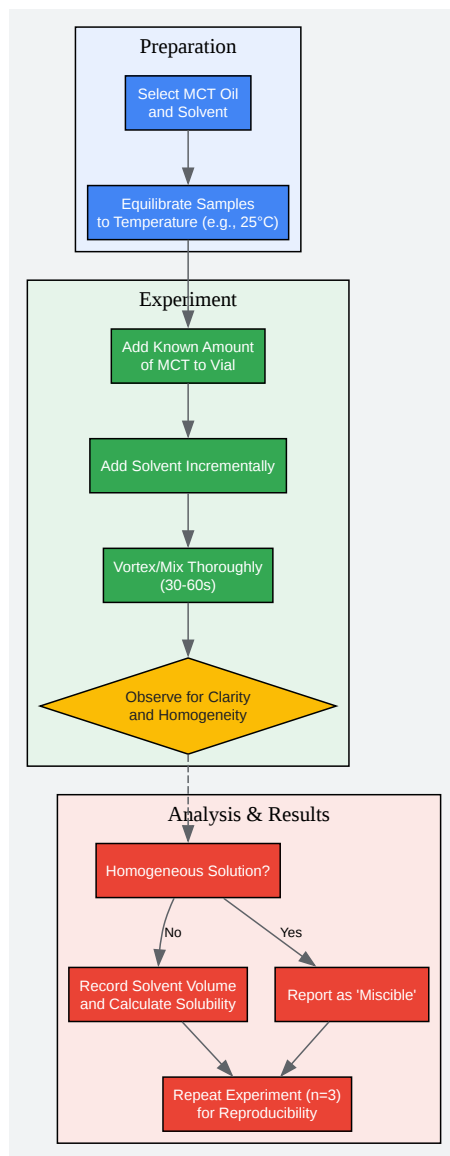 Preparation
Select MCT Oil
and Solvent
Equilibrate Samples
to Temperature (e.g., 25°C)
Experiment
Add Known Amount
of MCT to Vial
Add Solvent Incrementally
Vortex/Mix Thoroughly
(30-60s)
Observe for Clarity
and Homogeneity
Analysis & Results
Homogeneous Solution?
No
Yes
Record Solvent Volume
and Calculate Solubility
Report as 'Miscible'
Repeat Experiment (n=3)
for Reproducibility